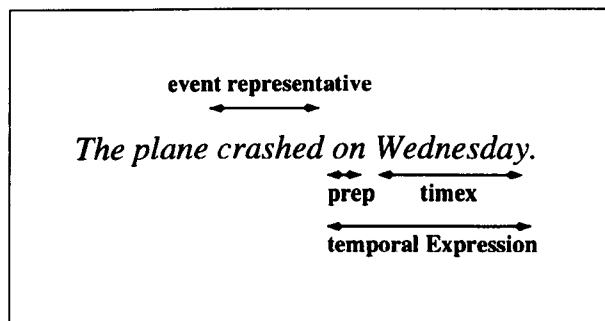 event representative
The plane crashed on Wednesday.
prep timex
temporal Expression